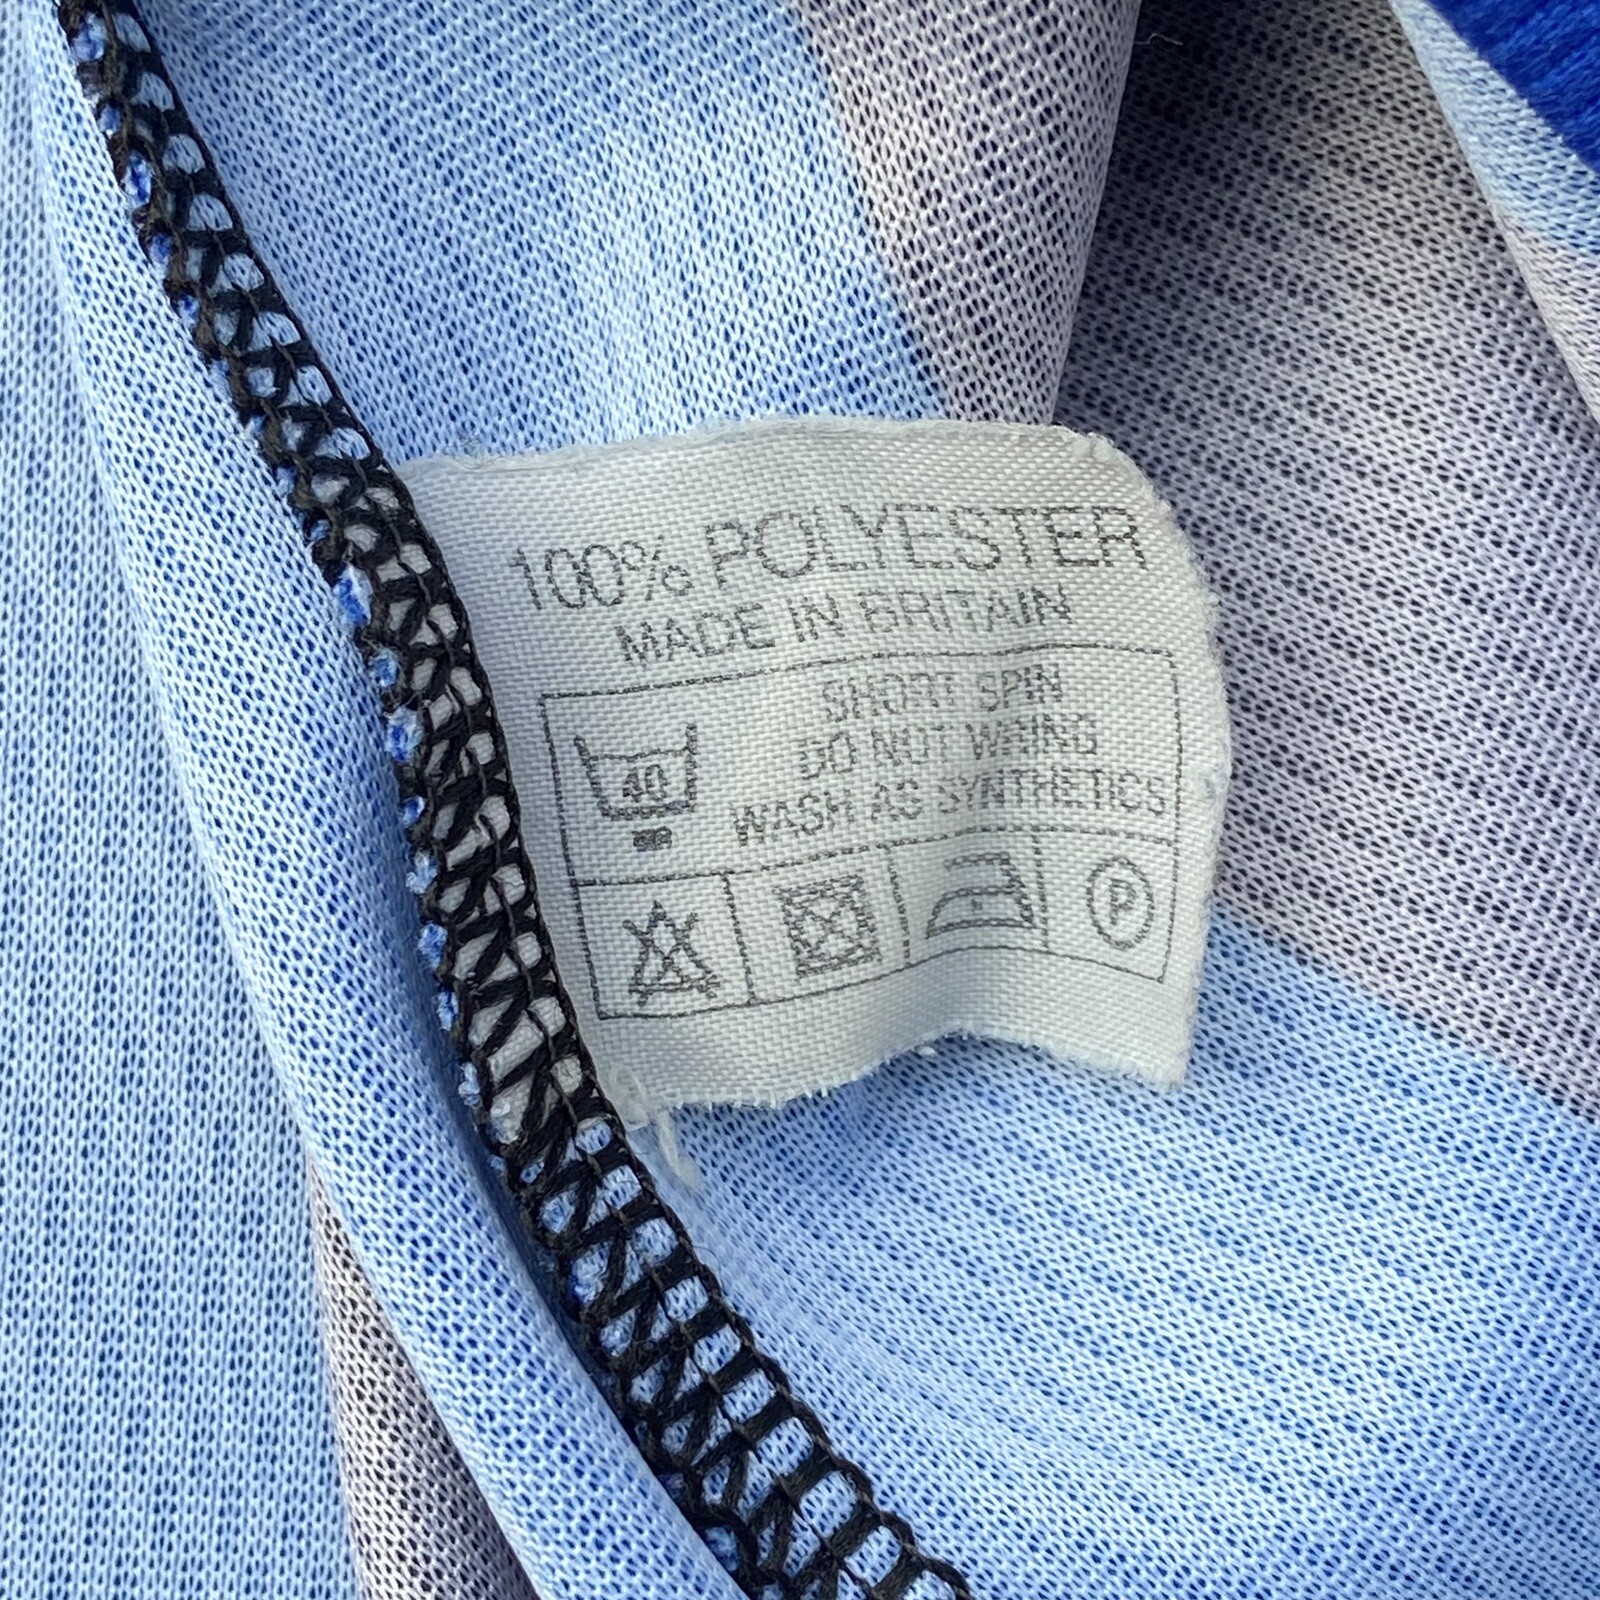 100% POLYESTER
MADE IN BRITAIN
SHORT SPIN
DO NOT WRING
WASH AS SYNTHETICS
40
P